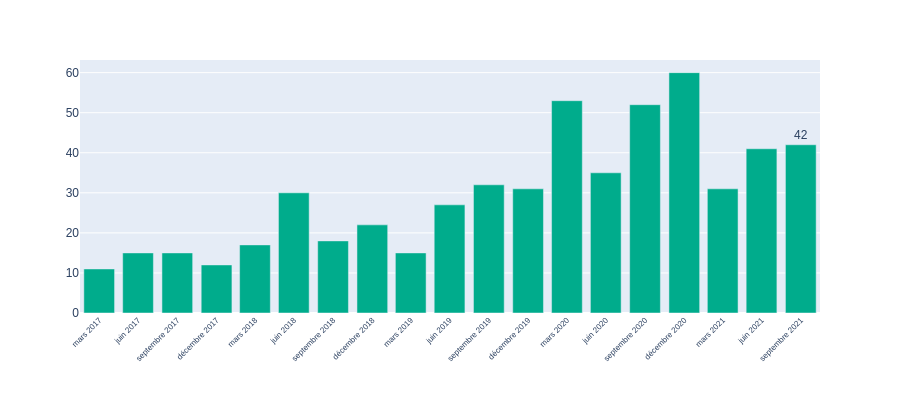 60
50
40
30
20
10
0
42
mars 2017
juin 2017
septembre 2017
décembre 2017
mars 2018
juin 2018
septembre 2018
décembre 2018
mars 2019
juin 2019
septembre 2019
décembre 2019
mars 2020
juin 2020
septembre 2020
décembre 2020
mars 2021
juin 2021
septembre 2021